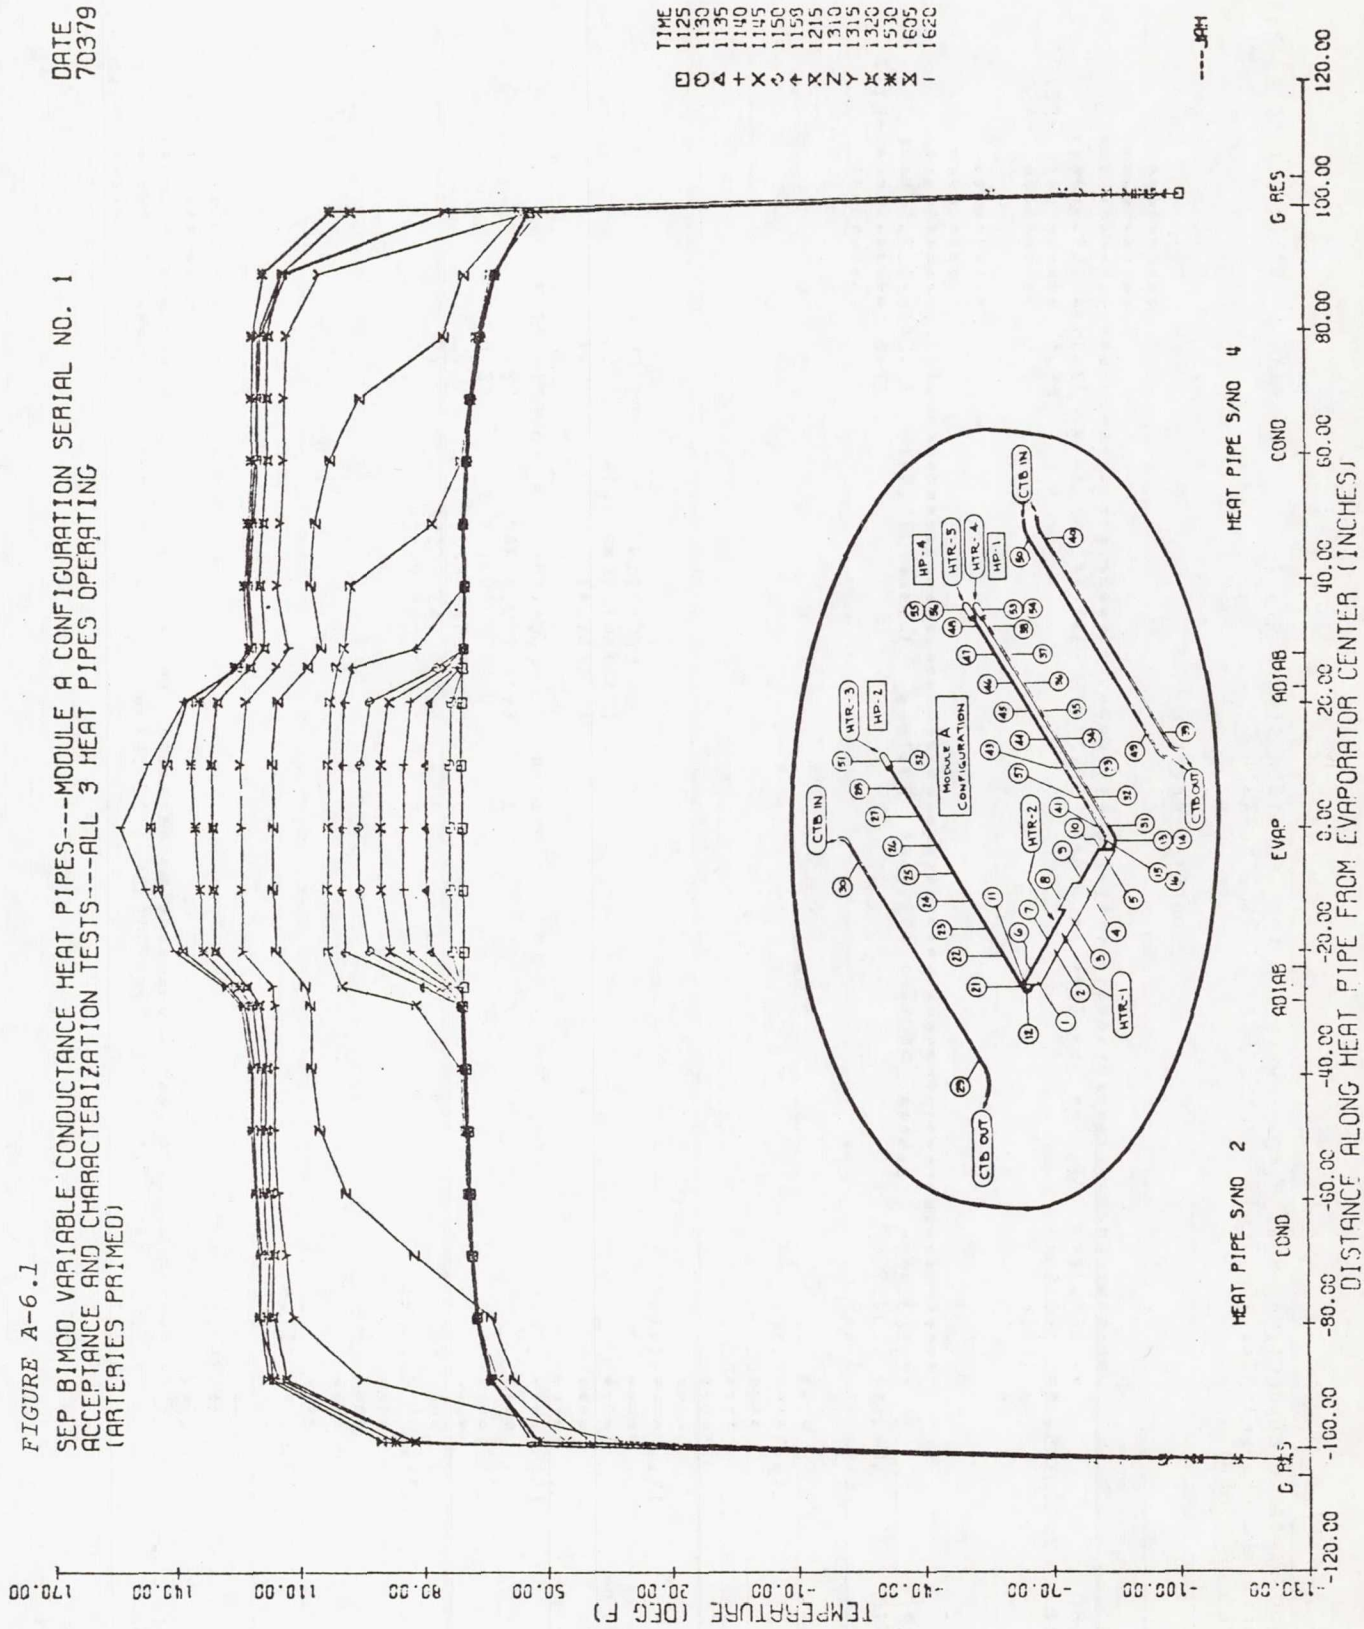 FIGURE A-6.1
SEP BIMOD VARIABLE CONDUCTANCE HEAT PIPES---MODULE A CONFIGURATION SERIAL NO. 1
ACCEPTANCE AND CHARACTERIZATION TESTS---ALL 3 HEAT PIPES OPERATING
(ARTERIES PRIMED)
DATE
70379
TIME
1125
1130
1135
1140
1145
1150
1159
1215
1310
1315
1320
1530
1605
1620
---JAM
TEMPERATURE (DEG F)
170.00
140.00
110.00
80.00
50.00
20.00
-10.00
-40.00
-70.00
-100.00
-130.00
HTR-3
HP-2
CTB IN
MODULE A
CONFIGURATION
HP-4
HTR-5
HTR-4
HP-1
CTB IN
HTR-2
HTR-1
CTB OUT
CTB OUT
HEAT PIPE S/NO 2
HEAT PIPE S/NO 4
G RES
COND
ADIAB
EVAP
ADIAB
COND
G RES
-120.00
-100.00
-80.00
-60.00
-40.00
-20.00
0.00
20.00
40.00
60.00
80.00
100.00
120.00
DISTANCE ALONG HEAT PIPE FROM EVAPORATOR CENTER (INCHES)